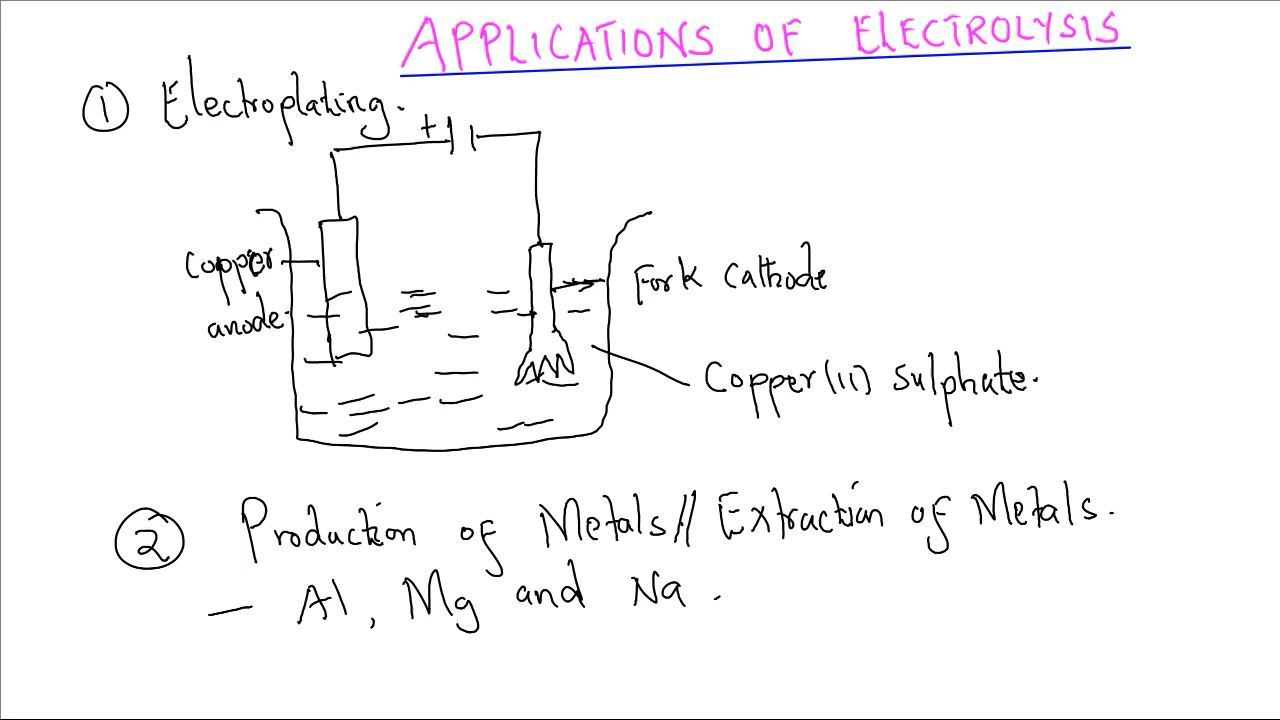 APPLICATIONS OF ElECTROLYSIS
① Electroplating.
+
Copper
anode
Fork Cathode
Copper(II) Sulphate.
② Production of Metals// Extraction of Metals.
— Al, Mg and Na.